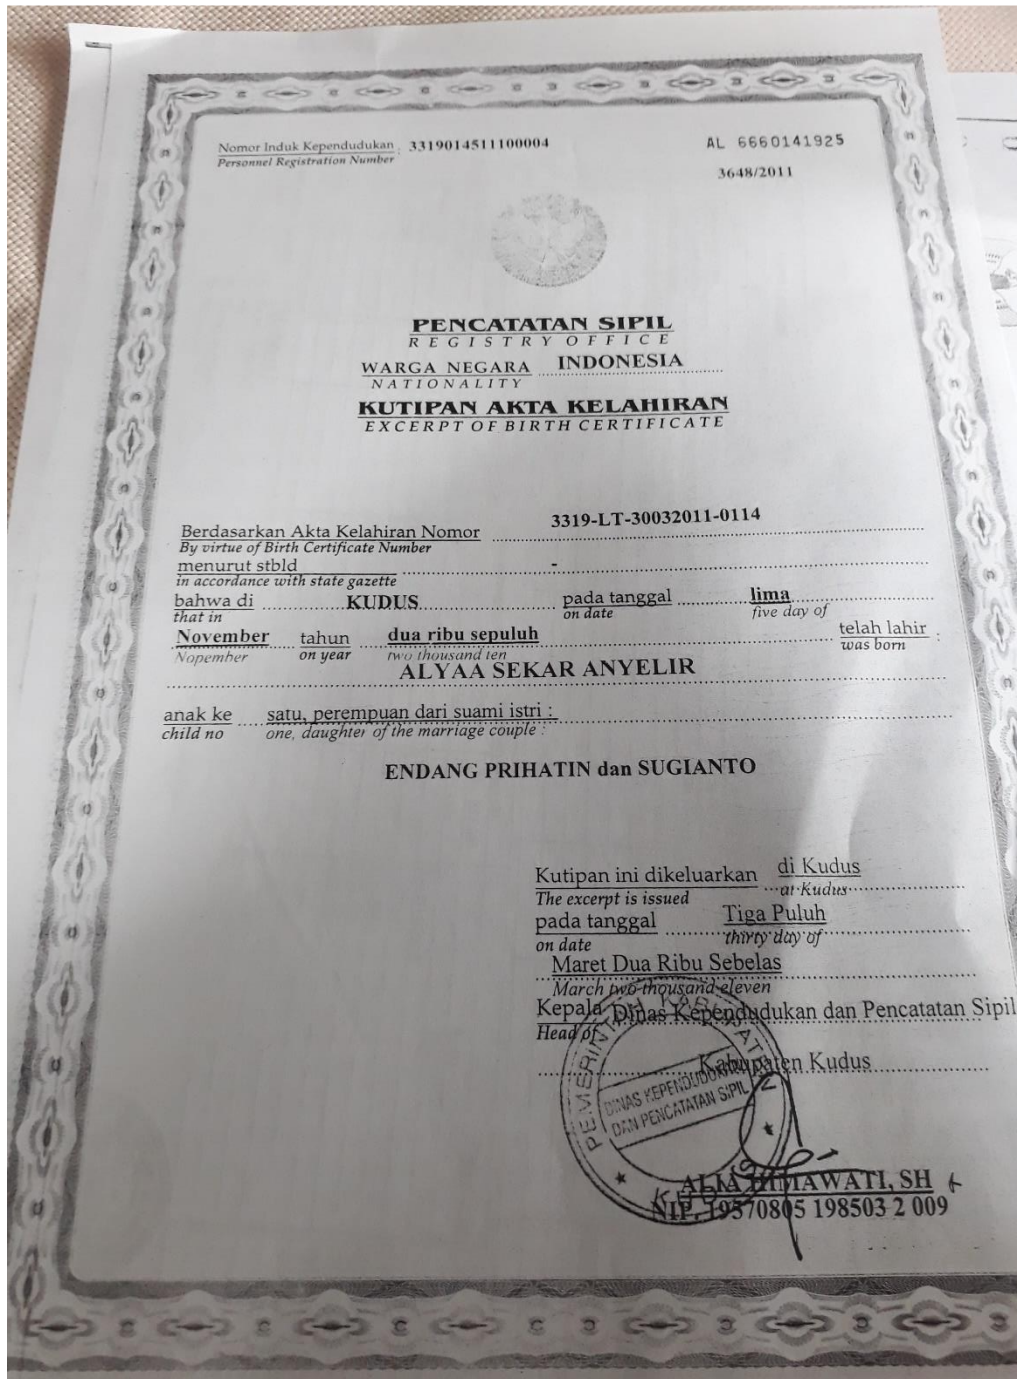 Nomor Induk Kependudukan : 3319014511100004
Personnel Registration Number
AL 6660141925
3648/2011
PENCATATAN SIPIL
REGISTRY OFFICE
WARGA NEGARA INDONESIA
NATIONALITY
KUTIPAN AKTA KELAHIRAN
EXCERPT OF BIRTH CERTIFICATE
Berdasarkan Akta Kelahiran Nomor 3319-LT-30032011-0114
By virtue of Birth Certificate Number
menurut stbld -
in accordance with state gazette
bahwa di KUDUS pada tanggal lima
that in on date five day of
November tahun dua ribu sepuluh telah lahir :
Nopember on year two thousand ten was born
ALYAA SEKAR ANYELIR
anak ke satu, perempuan dari suami istri :
child no one, daughter of the marriage couple :
ENDANG PRIHATIN dan SUGIANTO
Kutipan ini dikeluarkan di Kudus
The excerpt is issued at Kudus
pada tanggal Tiga Puluh
on date thirty day of
Maret Dua Ribu Sebelas
March two thousand eleven
Kepala Dinas Kependudukan dan Pencatatan Sipil
Head of
Kabupaten Kudus
PEMERINTAH KABUPATEN
DINAS KEPENDUDUKAN
DAN PENCATATAN SIPIL
KUDUS
ALIA HIMAWATI, SH
NIP. 19570805 198503 2 009